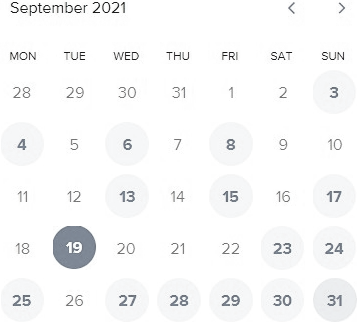 September 2021
MON TUE WED THU FRI SAT SUN
28 29 30 31 1 2 3
4 5 6 7 8 9 10
11 12 13 14 15 16 17
18 19 20 21 22 23 24
25 26 27 28 29 30 31